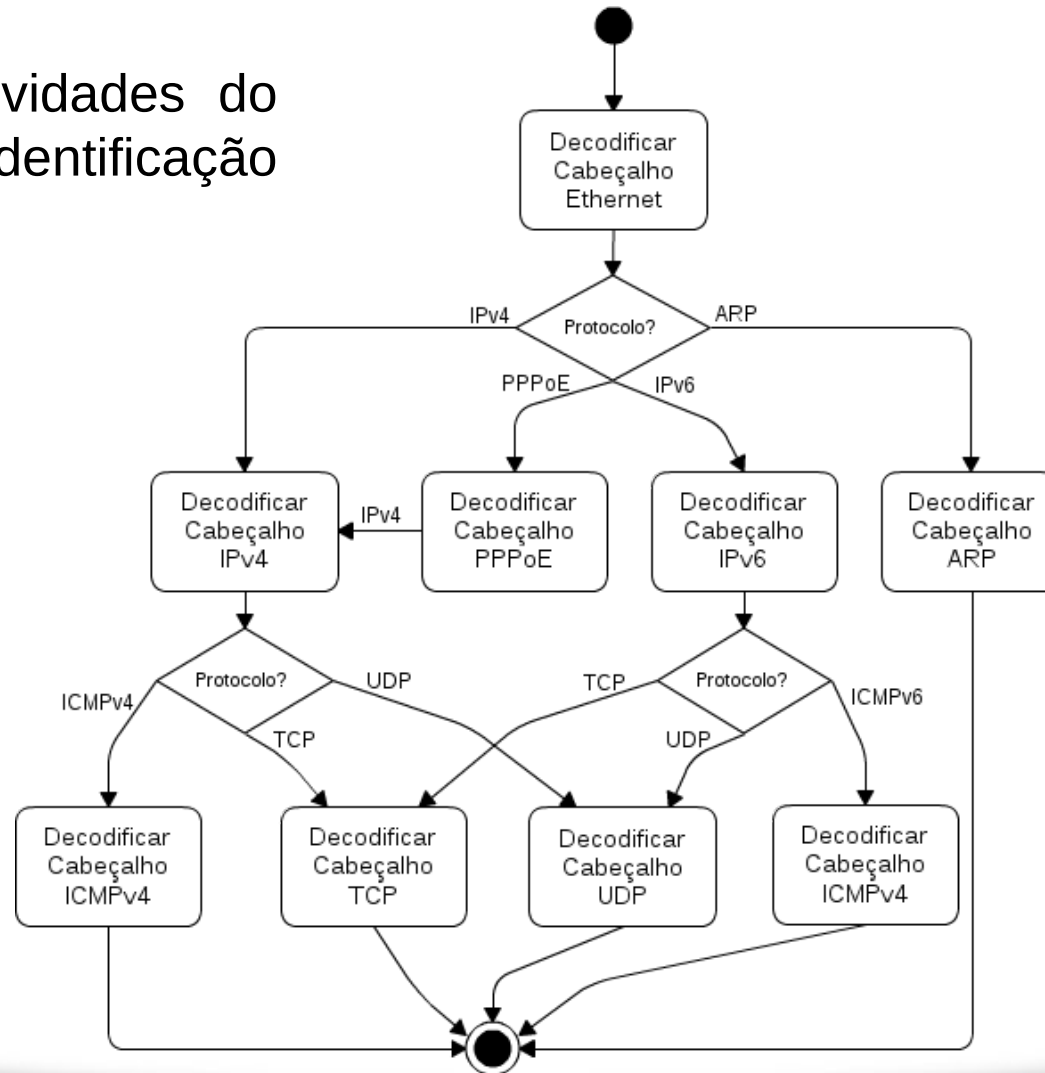 vidades do
dentificação
Decodificar
Cabeçalho
Ethernet
Protocolo?
IPv4
ARP
PPPoE
IPv6
Decodificar
Cabeçalho
IPv4
IPv4
Decodificar
Cabeçalho
PPPoE
Decodificar
Cabeçalho
IPv6
Decodificar
Cabeçalho
ARP
Protocolo?
Protocolo?
ICMPv4
TCP
UDP
TCP
UDP
ICMPv6
Decodificar
Cabeçalho
ICMPv4
Decodificar
Cabeçalho
TCP
Decodificar
Cabeçalho
UDP
Decodificar
Cabeçalho
ICMPv4